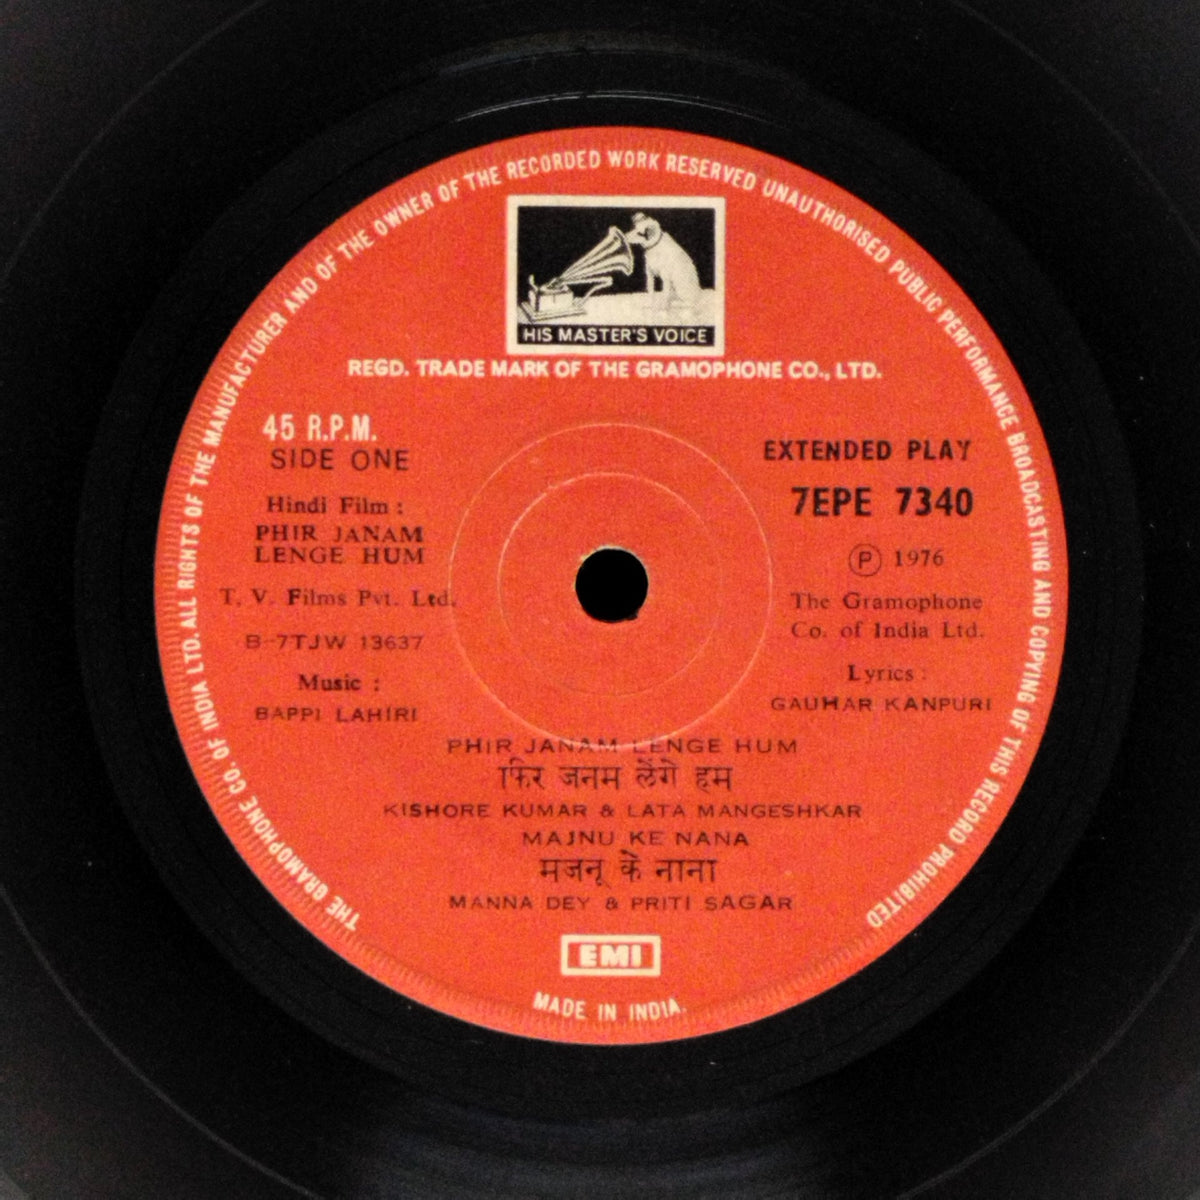 THE GRAMOPHONE CO. OF INDIA LTD. ALL RIGHTS OF THE MANUFACTURER AND OF THE OWNER OF THE RECORDED WORK RESERVED UNAUTHORISED PUBLIC PERFORMANCE BROADCASTING AND COPYING OF THIS RECORD PROHIBITED
HIS MASTER'S VOICE
REGD. TRADE MARK OF THE GRAMOPHONE CO., LTD.
45 R.P.M.
SIDE ONE
Hindi Film :
PHIR JANAM
LENGE HUM
T. V. Films Pvt. Ltd.
B-7TJW 13637
Music :
BAPPI LAHIRI
EXTENDED PLAY
7EPE 7340
Ⓟ 1976
The Gramophone
Co. of India Ltd.
Lyrics :
GAUHAR KANPURI
PHIR JANAM LENGE HUM
फिर जनम लेंगे हम
KISHORE KUMAR & LATA MANGESHKAR
MAJNU KE NANA
मजनू के नाना
MANNA DEY & PRITI SAGAR
EMI
MADE IN INDIA.